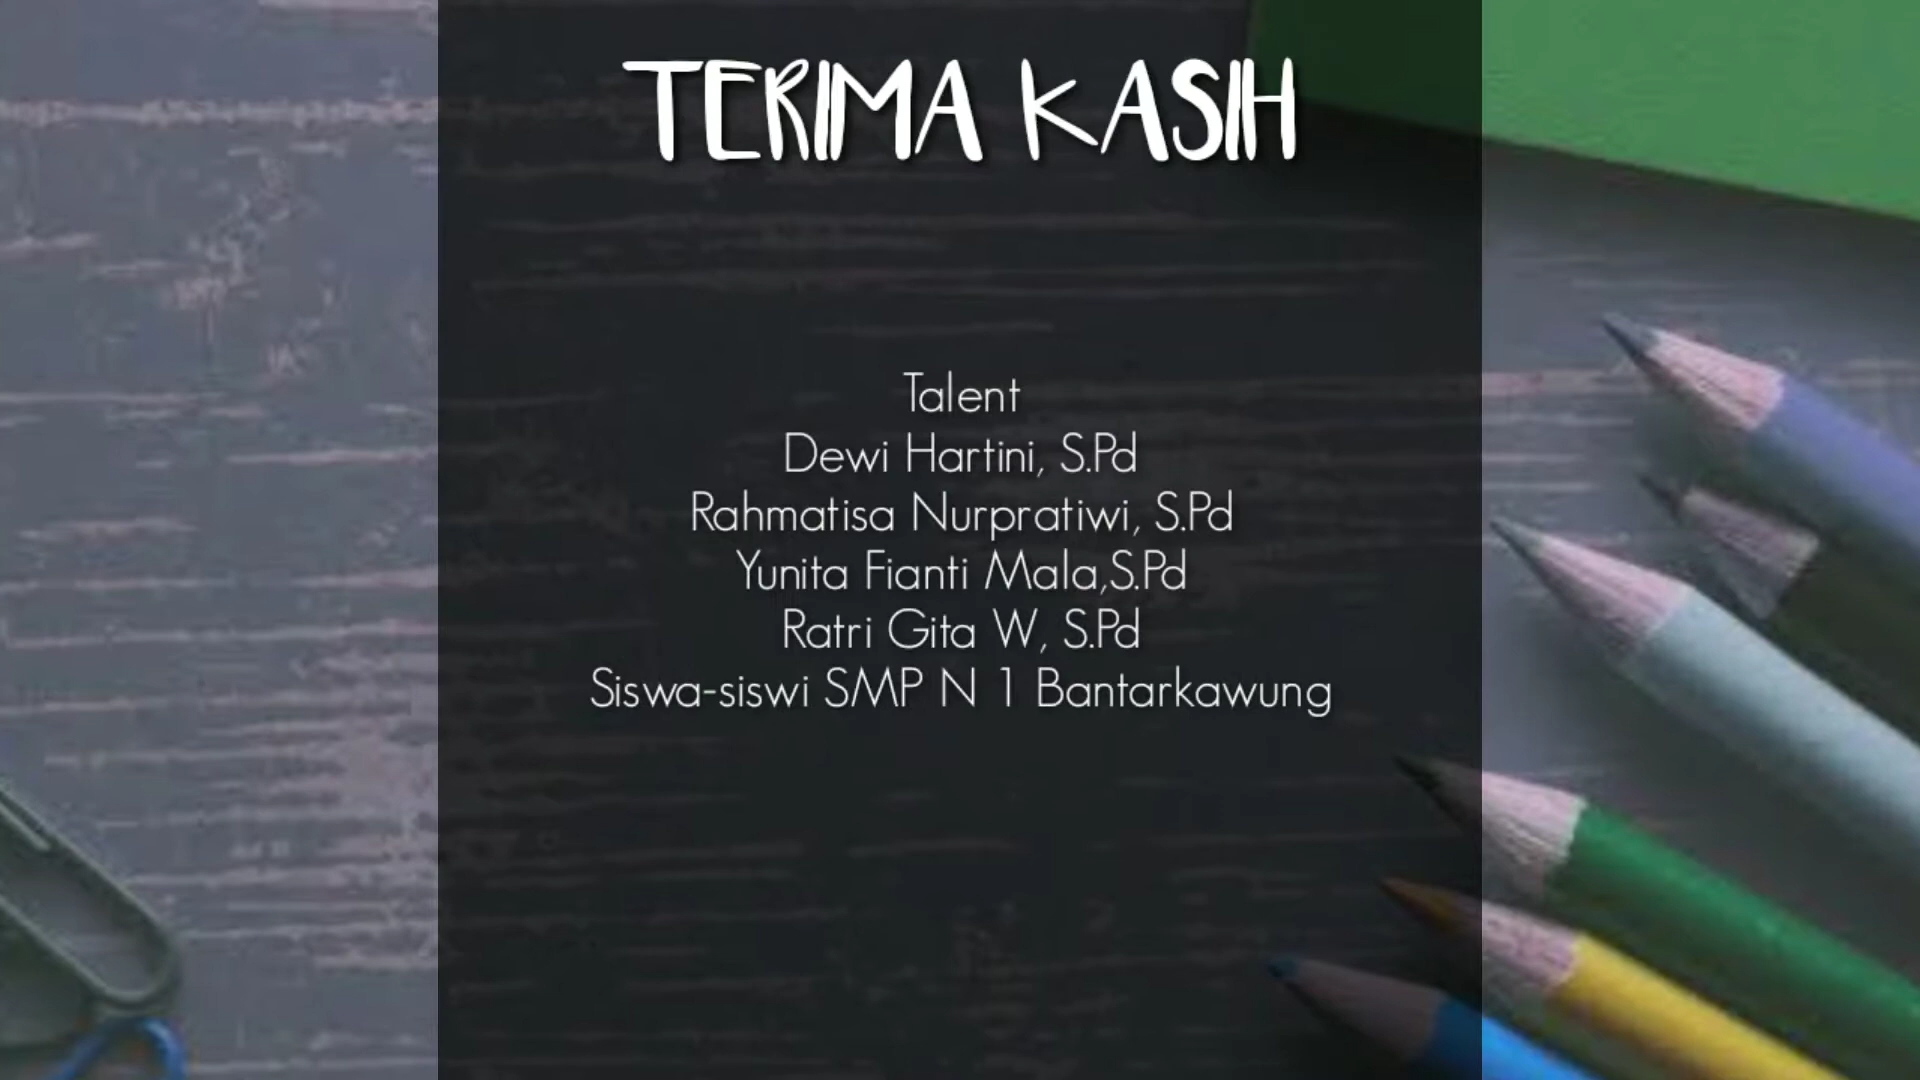 TERIMA KASIH
Talent
Dewi Hartini, S.Pd
Rahmatisa Nurpratiwi, S.Pd
Yunita Fianti Mala,S.Pd
Ratri Gita W, S.Pd
Siswa-siswi SMP N 1 Bantarkawung